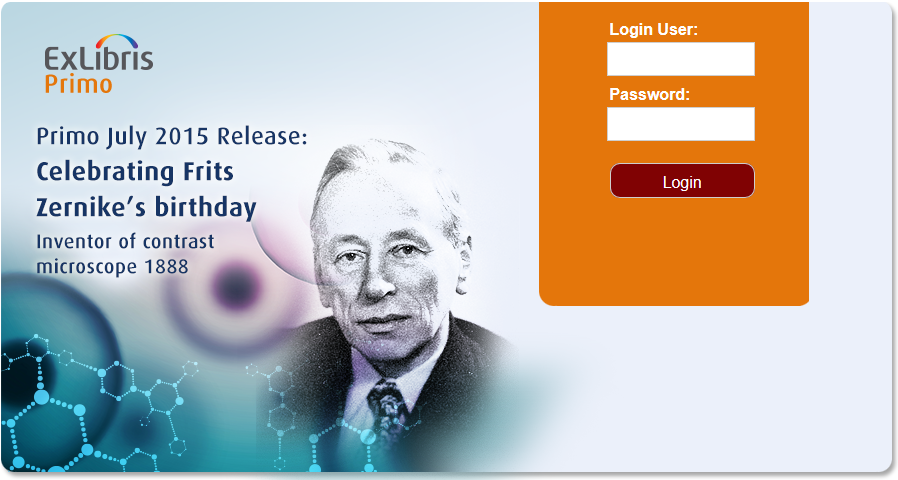 ExLibris
Primo
Primo July 2015 Release:
Celebrating Frits
Zernike's birthday
Inventor of contrast
microscope 1888
Login User:
Password:
Login